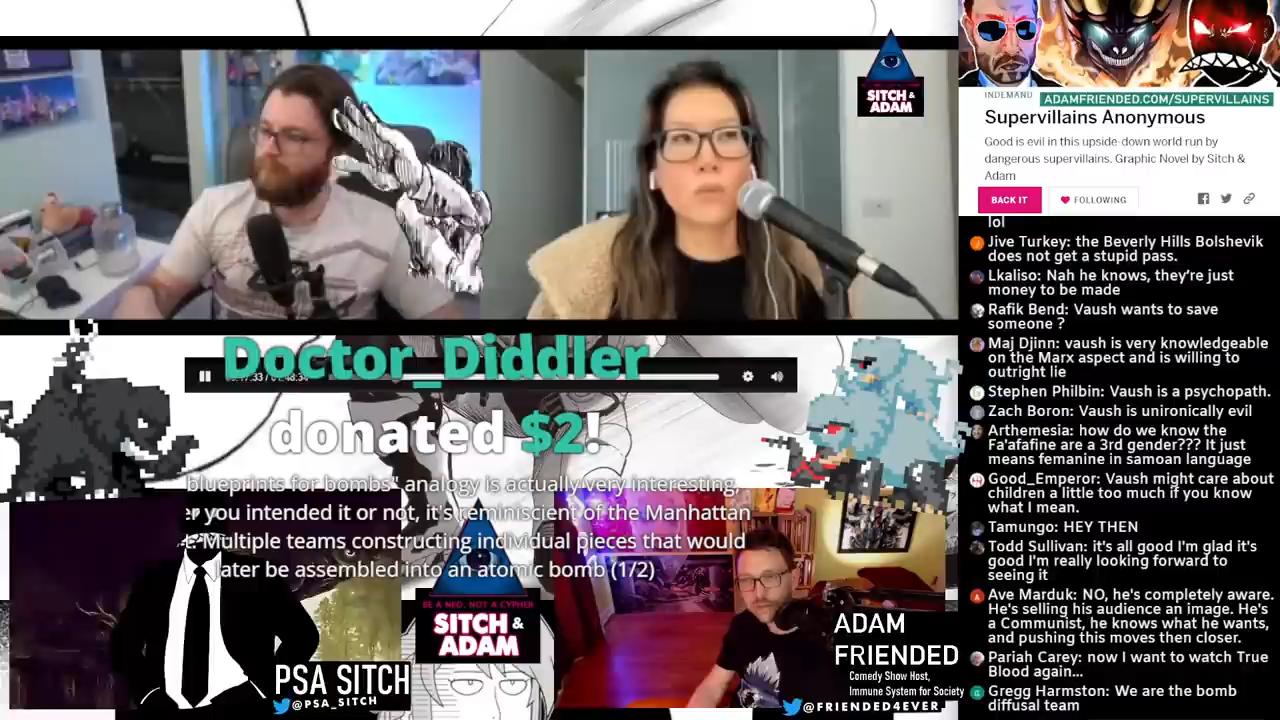 SITCH &
ADAM
Doctor_Diddler
donated $2!
blueprints for bombs" analogy is actually very interesting,
er you intended it or not, it's reminiscient of the Manhattan
t. Multiple teams constructing individual pieces that would
later be assembled into an atomic bomb (1/2)
BE A NEO, NOT A CYPHER
SITCH &
ADAM
PSA SITCH
@PSA_SITCH
ADAM
FRIENDED
Comedy Show Host,
Immune System for Society
@FRIENDED4EVER
INDEMAND
ADAMFRIENDED.COM/SUPERVILLAINS
Supervillains Anonymous
Good is evil in this upside-down world run by
dangerous supervillains. Graphic Novel by Sitch &
Adam
BACK IT
FOLLOWING
lol
Jive Turkey: the Beverly Hills Bolshevik
does not get a stupid pass.
Lkaliso: Nah he knows, they’re just
money to be made
Rafik Bend: Vaush wants to save
someone ?
Maj Djinn: vaush is very knowledgeable
on the Marx aspect and is willing to
outright lie
Stephen Philbin: Vaush is a psychopath.
Zach Boron: Vaush is unironically evil
Arthemesia: how do we know the
Fa'afafine are a 3rd gender??? It just
means femanine in samoan language
Good_Emperor: Vaush might care about
children a little too much if you know
what I mean.
Tamungo: HEY THEN
Todd Sullivan: it's all good I'm glad it's
good I'm really looking forward to
seeing it
Ave Marduk: NO, he's completely aware.
He's selling his audience an image. He's
a Communist, he knows what he wants,
and pushing this moves then closer.
Pariah Carey: now I want to watch True
Blood again...
Gregg Harmston: We are the bomb
diffusal team